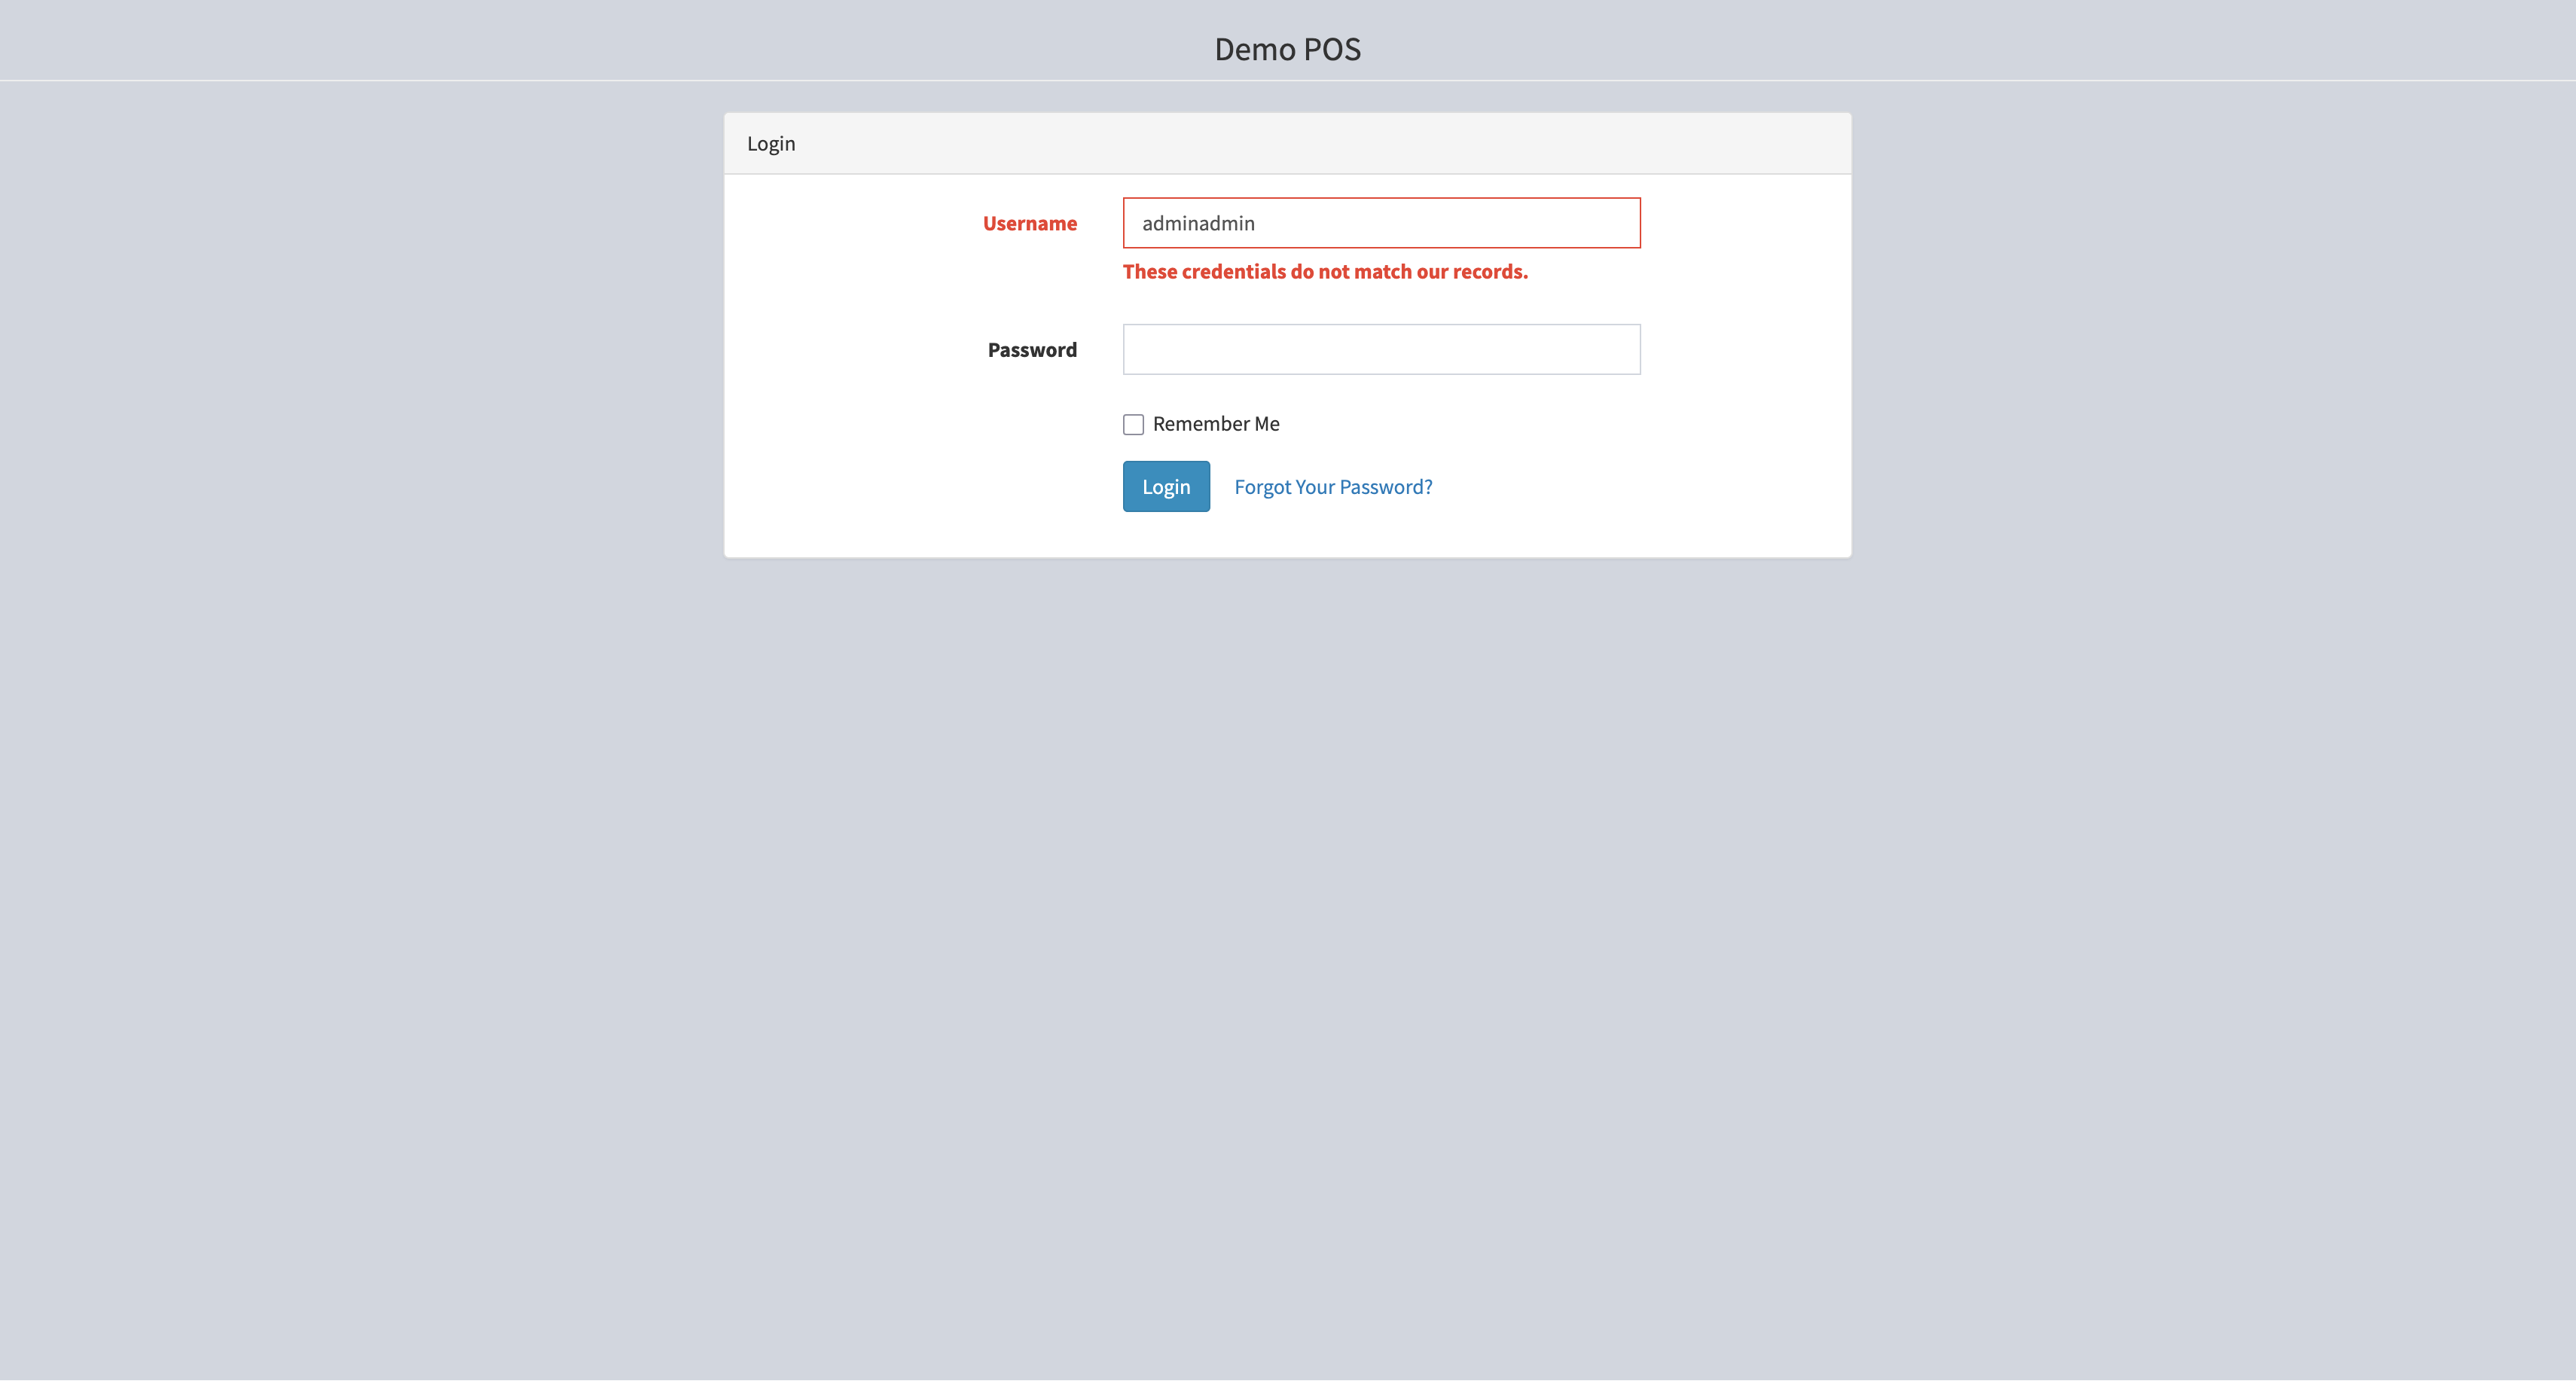 Demo POS
Login
Username
adminadmin
These credentials do not match our records.
Password
Remember Me
Login
Forgot Your Password?